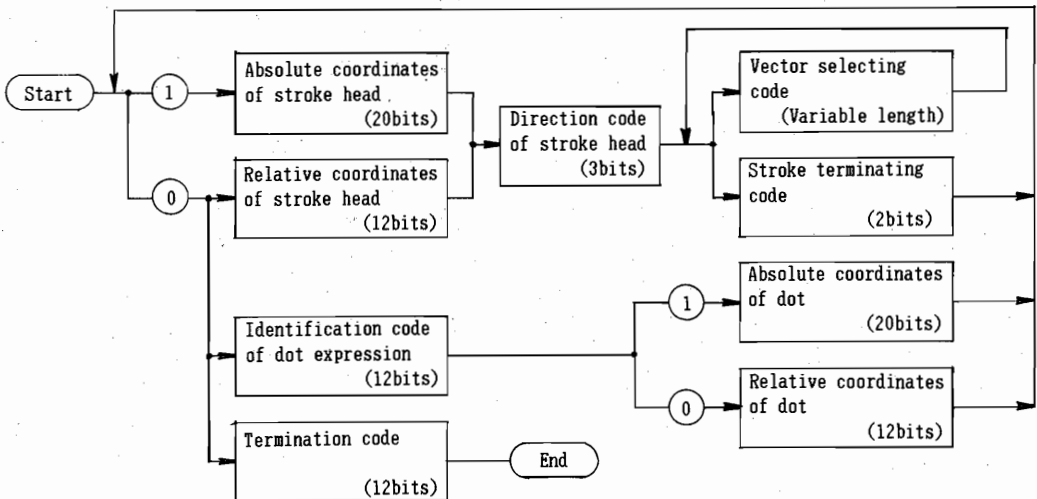 Start
1
Absolute coordinates
of stroke head
(20bits)
0
Relative coordinates
of stroke head
(12bits)
Direction code
of stroke head
(3bits)
Vector selecting
code
(Variable length)
Stroke terminating
code
(2bits)
Identification code
of dot expression
(12bits)
1
Absolute coordinates
of dot
(20bits)
0
Relative coordinates
of dot
(12bits)
Termination code
(12bits)
End